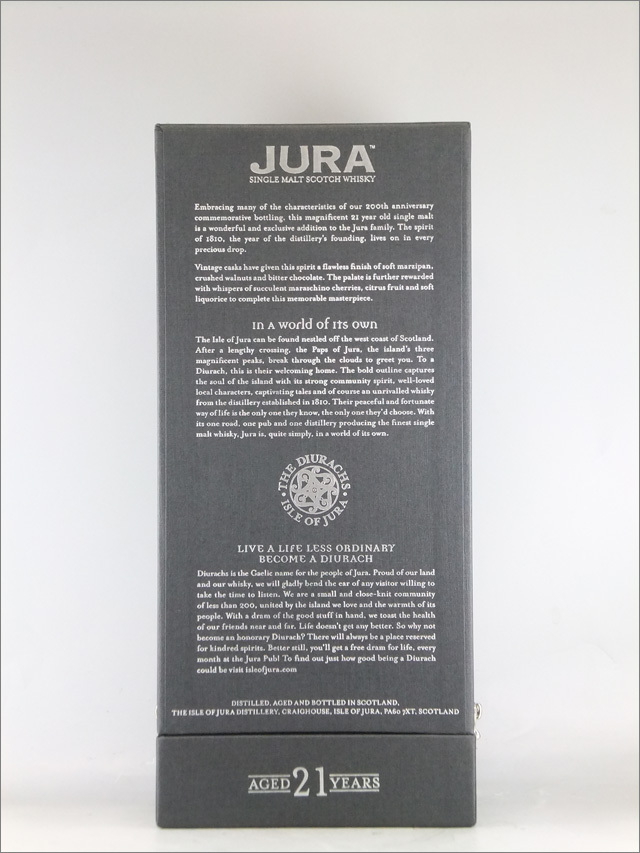 JURA™
SINGLE MALT SCOTCH WHISKY
Embracing many of the characteristics of our 200th anniversary
commemorative bottling, this magnificent 21 year old single malt
is a wonderful and exclusive addition to the Jura family. The spirit
of 1810, the year of the distillery's founding, lives on in every
precious drop.
Vintage casks have given this spirit a flawless finish of soft marzipan,
crushed walnuts and bitter chocolate. The palate is further rewarded
with whispers of succulent maraschino cherries, citrus fruit and soft
liquorice to complete this memorable masterpiece.
IN A WORLD OF ITS OWN
The Isle of Jura can be found nestled off the west coast of Scotland.
After a lengthy crossing, the Paps of Jura, the island's three
magnificent peaks, break through the clouds to greet you. To a
Diurach, this is their welcoming home. The bold outline captures
the soul of the island with its strong community spirit, well-loved
local characters, captivating tales and of course an unrivalled whisky
from the distillery established in 1810. Their peaceful and fortunate
way of life is the only one they know, the only one they'd choose. With
its one road, one pub and one distillery producing the finest single
malt whisky, Jura is, quite simply, in a world of its own.
• THE DIURACHS •
ISLE OF JURA
LIVE A LIFE LESS ORDINARY
BECOME A DIURACH
Diurachs is the Gaelic name for the people of Jura. Proud of our land
and our whisky, we will gladly bend the ear of any visitor willing to
take the time to listen. We are a small and close-knit community
of less than 200, united by the island we love and the warmth of its
people. With a dram of the good stuff in hand, we toast the health
of our friends near and far. Life doesn't get any better. So why not
become an honorary Diurach? There will always be a place reserved
for kindred spirits. Better still, you'll get a free dram for life, every
month at the Jura Pub! To find out just how good being a Diurach
could be visit isleofjura.com
DISTILLED, AGED AND BOTTLED IN SCOTLAND.
THE ISLE OF JURA DISTILLERY, CRAIGHOUSE, ISLE OF JURA, PA60 7XT, SCOTLAND
AGED 21 YEARS